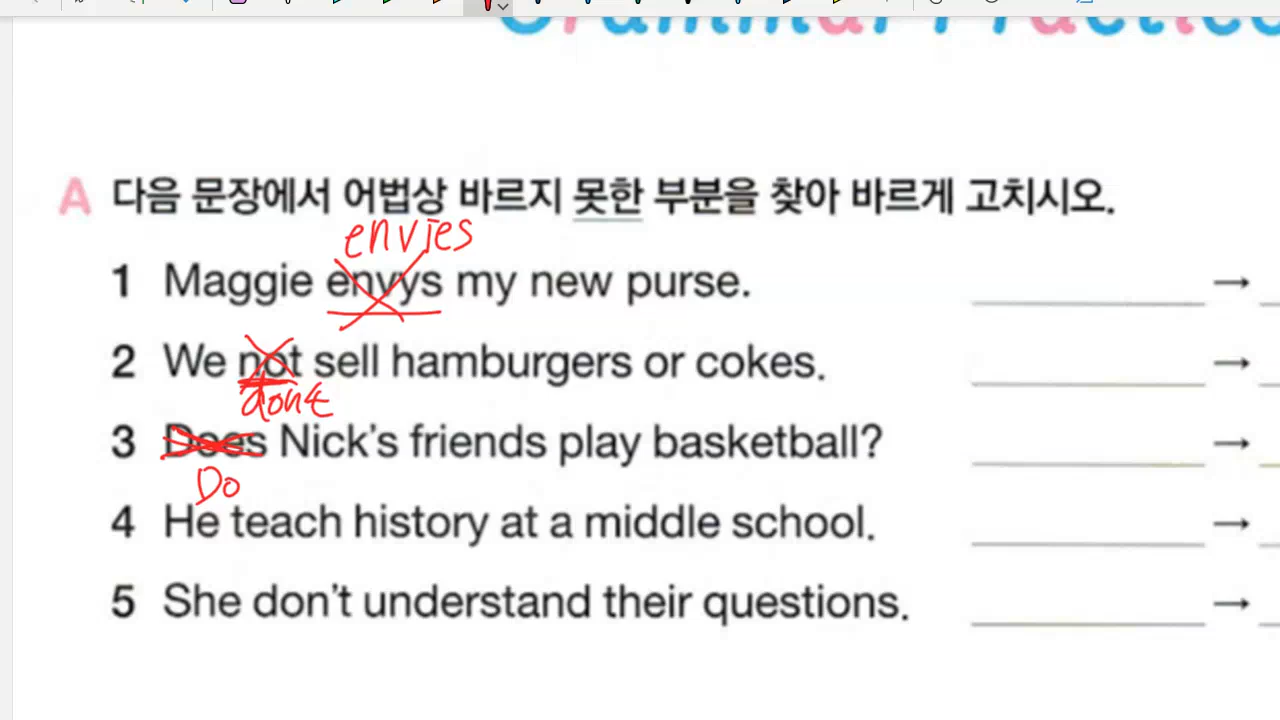 Grammar Practice
A 다음 문장에서 어법상 바르지 못한 부분을 찾아 바르게 고치시오.
envies
1 Maggie envys my new purse. →
2 We not sell hamburgers or cokes. →
don't
3 Does Nick's friends play basketball? →
Do
4 He teach history at a middle school. →
5 She don't understand their questions. →